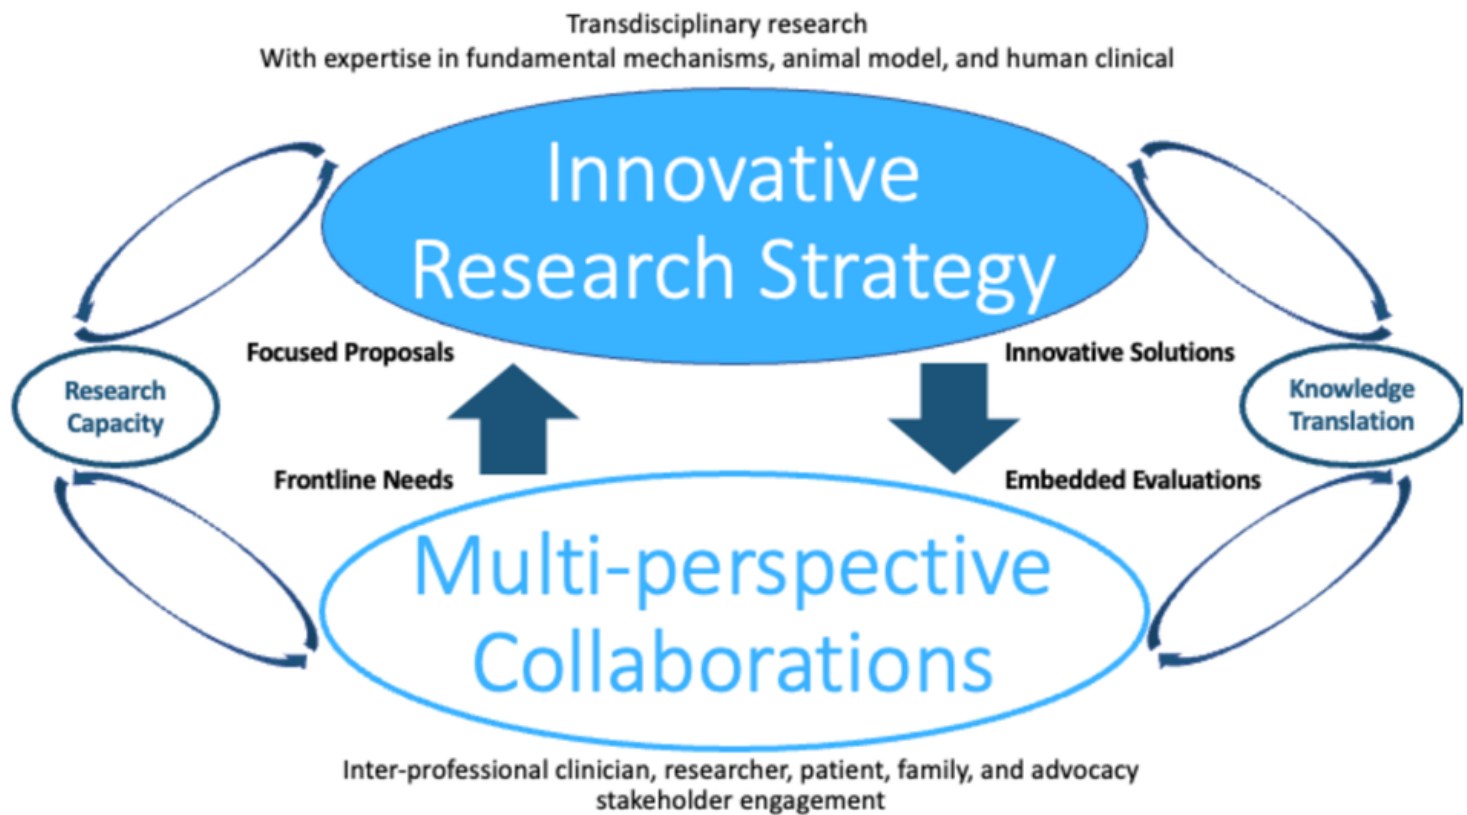 Transdisciplinary research
With expertise in fundamental mechanisms, animal model, and human clinical
Innovative
Research Strategy
Focused Proposals
Innovative Solutions
Research
Capacity
Knowledge
Translation
Frontline Needs
Embedded Evaluations
Multi-perspective
Collaborations
Inter-professional clinician, researcher, patient, family, and advocacy
stakeholder engagement